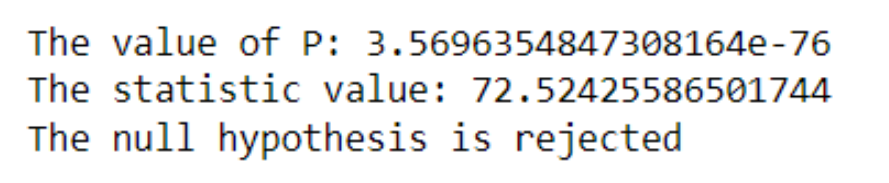 The value of P: 3.5696354847308164e-76
The statistic value: 72.52425586501744
The null hypothesis is rejected